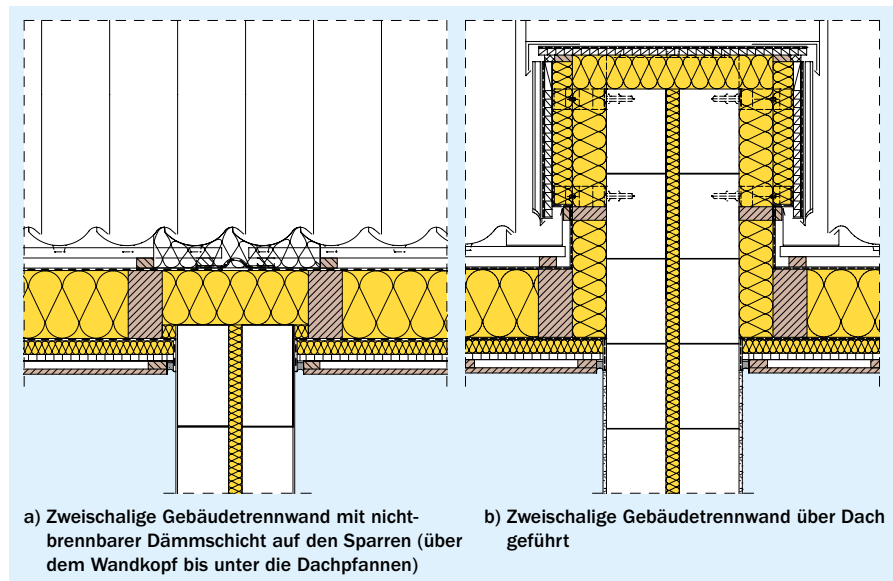 a) Zweischalige Gebäudetrennwand mit nicht-
brennbarer Dämmschicht auf den Sparren (über
dem Wandkopf bis unter die Dachpfannen)
b) Zweischalige Gebäudetrennwand über Dach
geführt